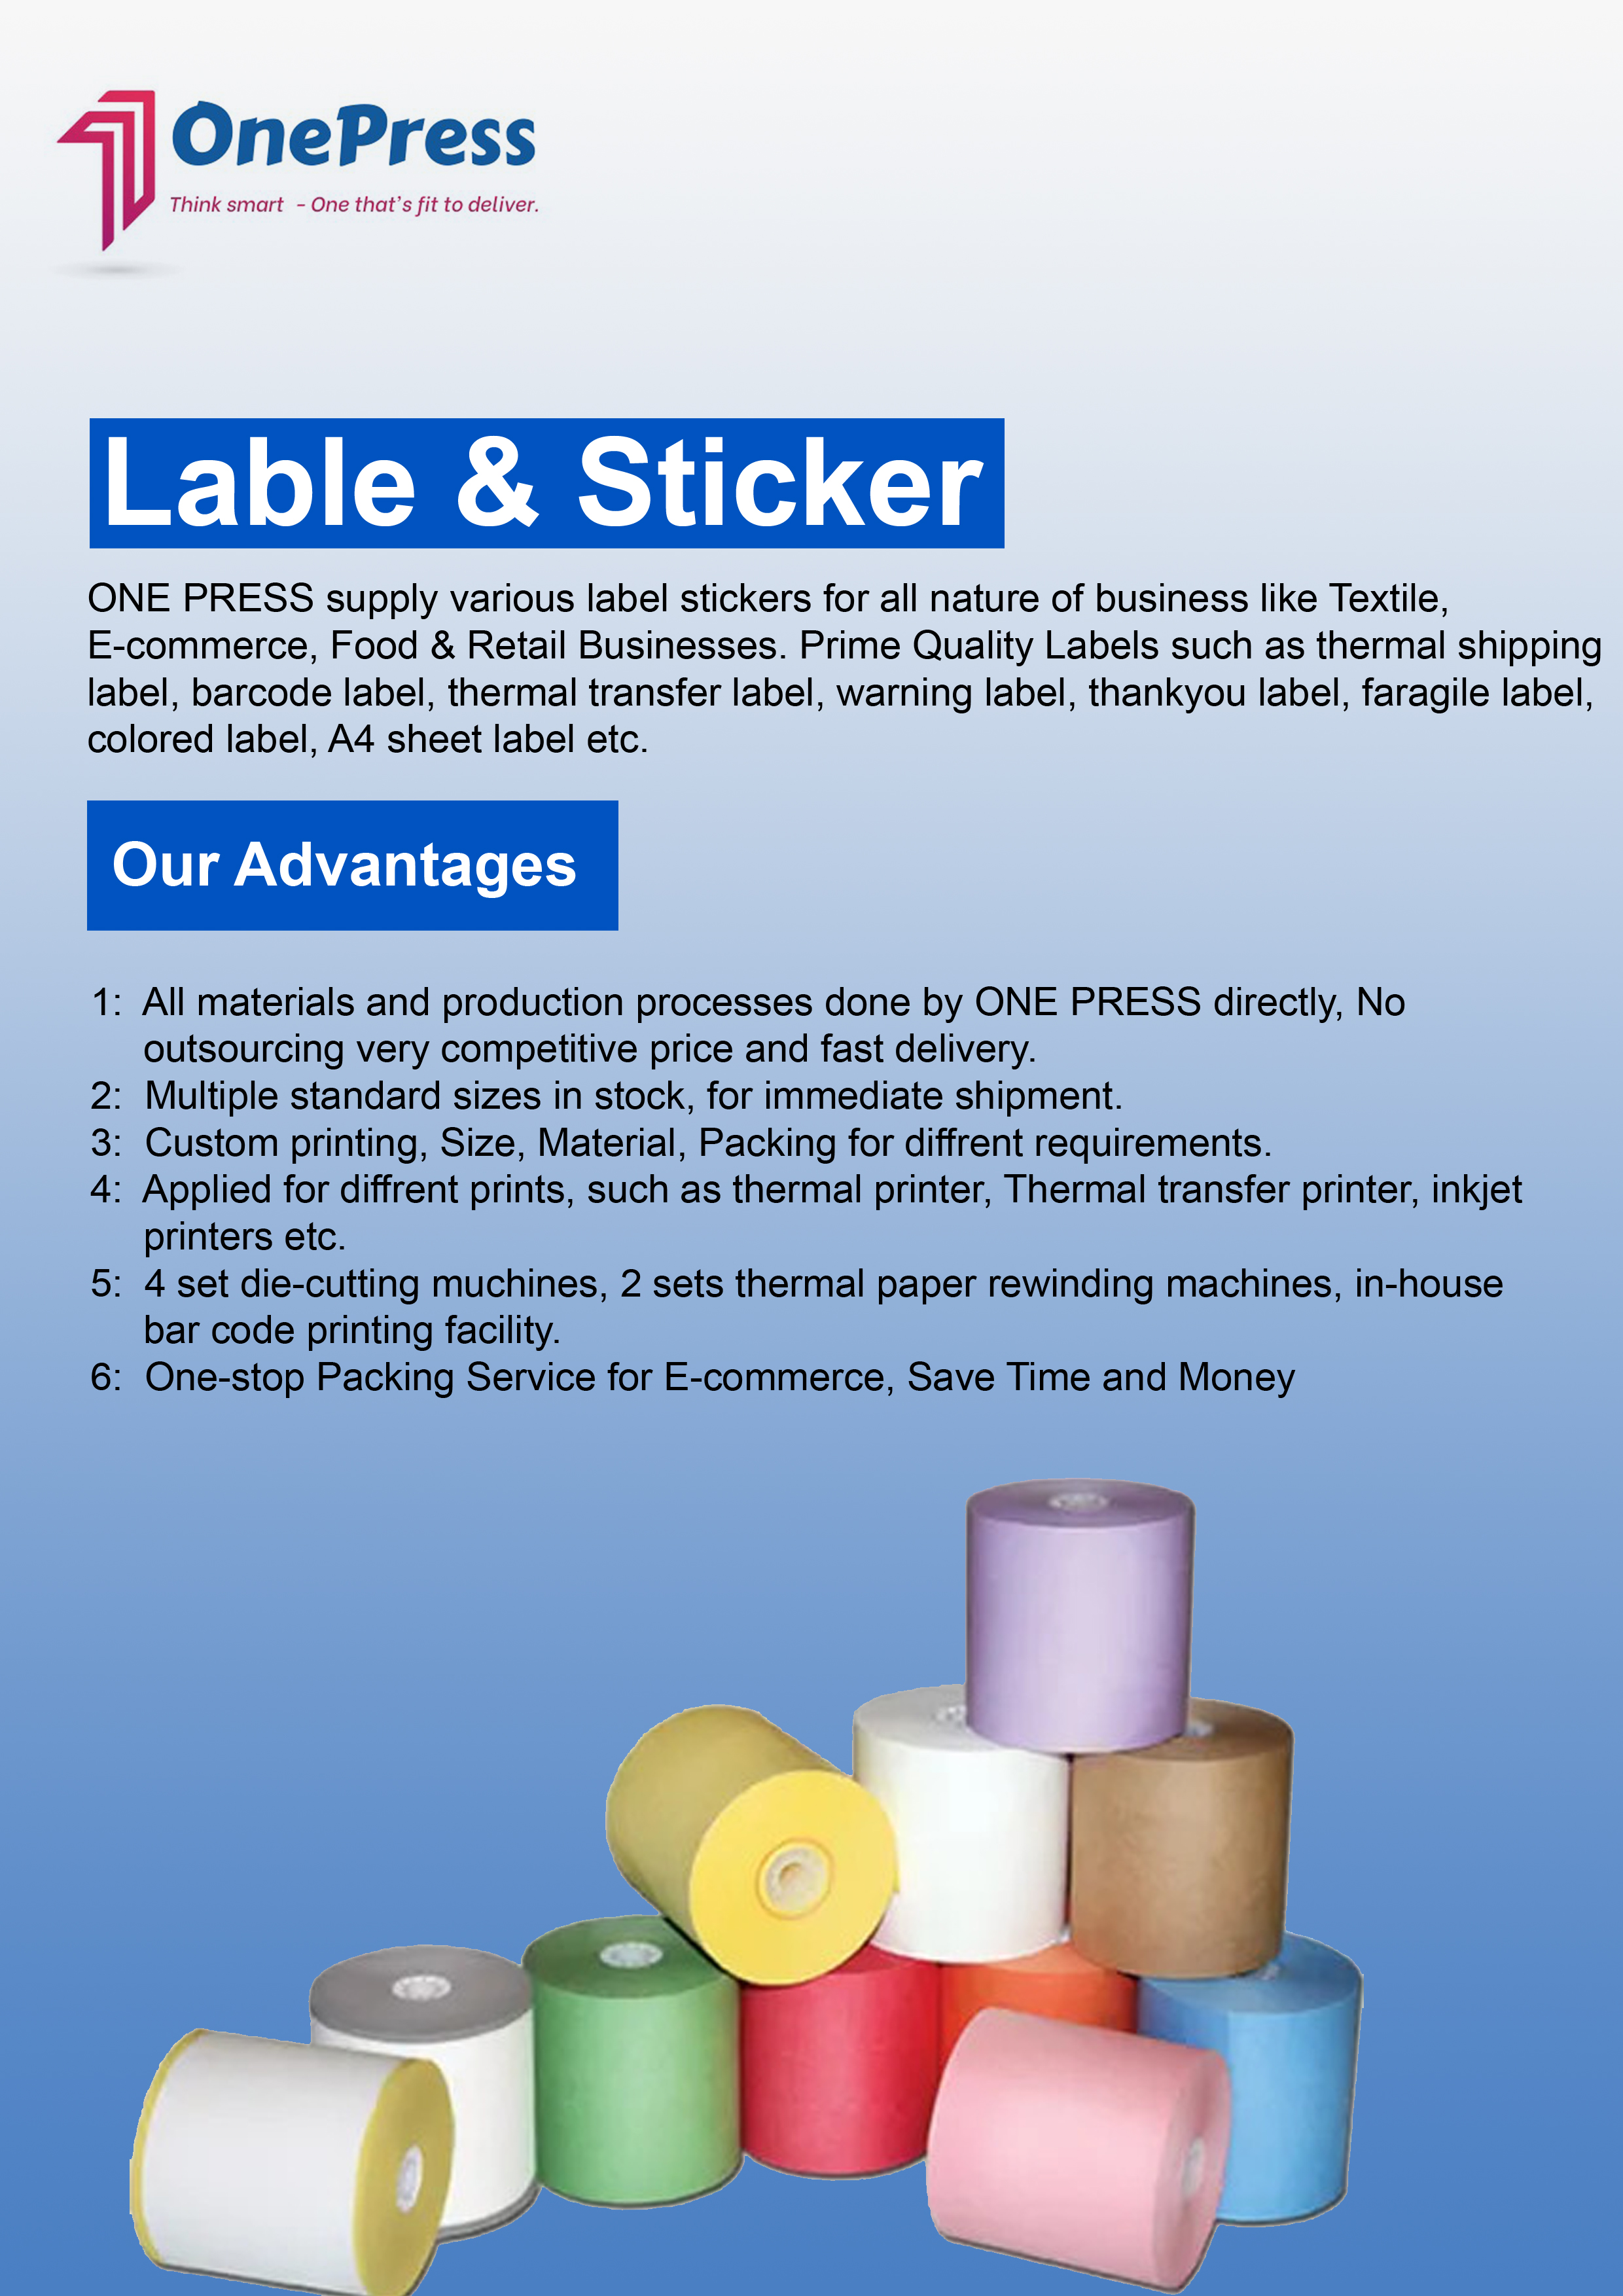 OnePress
Think smart - One that's fit to deliver.
Lable & Sticker
ONE PRESS supply various label stickers for all nature of business like Textile,
E-commerce, Food & Retail Businesses. Prime Quality Labels such as thermal shipping
label, barcode label, thermal transfer label, warning label, thankyou label, faragile label,
colored label, A4 sheet label etc.
Our Advantages
1: All materials and production processes done by ONE PRESS directly, No
outsourcing very competitive price and fast delivery.
2: Multiple standard sizes in stock, for immediate shipment.
3: Custom printing, Size, Material, Packing for diffrent requirements.
4: Applied for diffrent prints, such as thermal printer, Thermal transfer printer, inkjet
printers etc.
5: 4 set die-cutting muchines, 2 sets thermal paper rewinding machines, in-house
bar code printing facility.
6: One-stop Packing Service for E-commerce, Save Time and Money